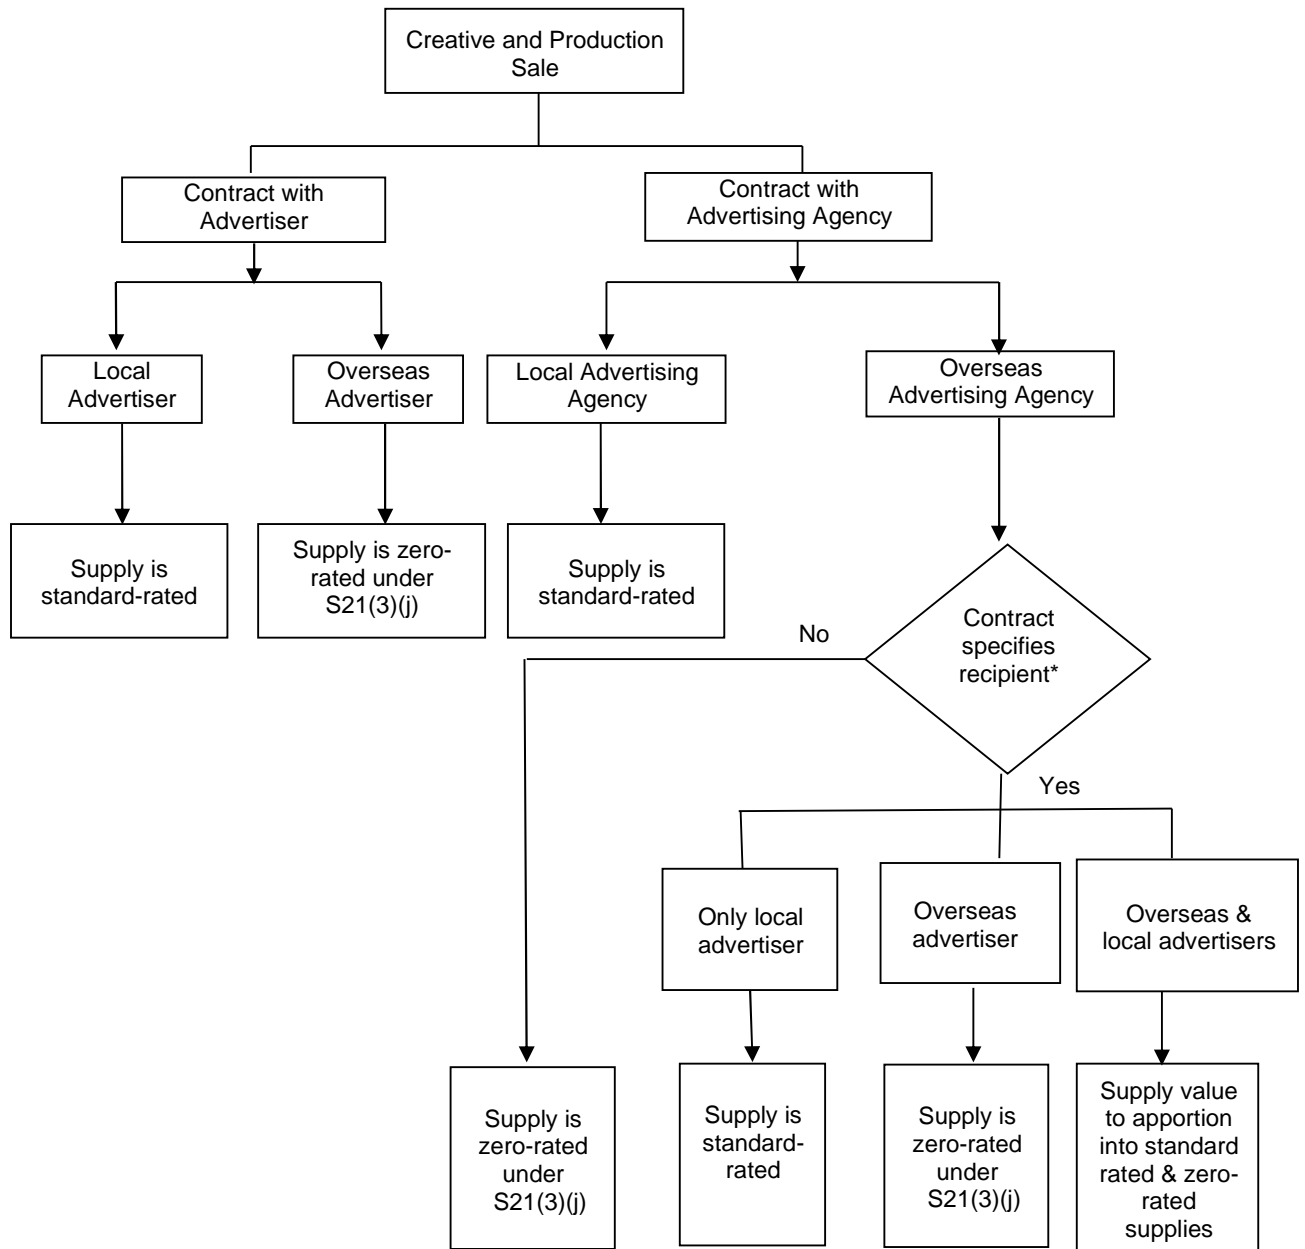 Creative and Production
Sale
Contract with
Advertiser
Contract with
Advertising Agency
Local
Advertiser
Overseas
Advertiser
Local Advertising
Agency
Overseas
Advertising Agency
Supply is
standard-rated
Supply is zero-
rated under
S21(3)(j)
Supply is
standard-rated
Contract
specifies
recipient*
No
Yes
Only local
advertiser
Overseas
advertiser
Overseas &
local advertisers
Supply is
zero-rated
under
S21(3)(j)
Supply is
standard-
rated
Supply is
zero-rated
under
S21(3)(j)
Supply value
to apportion
into standard
rated & zero-
rated
supplies